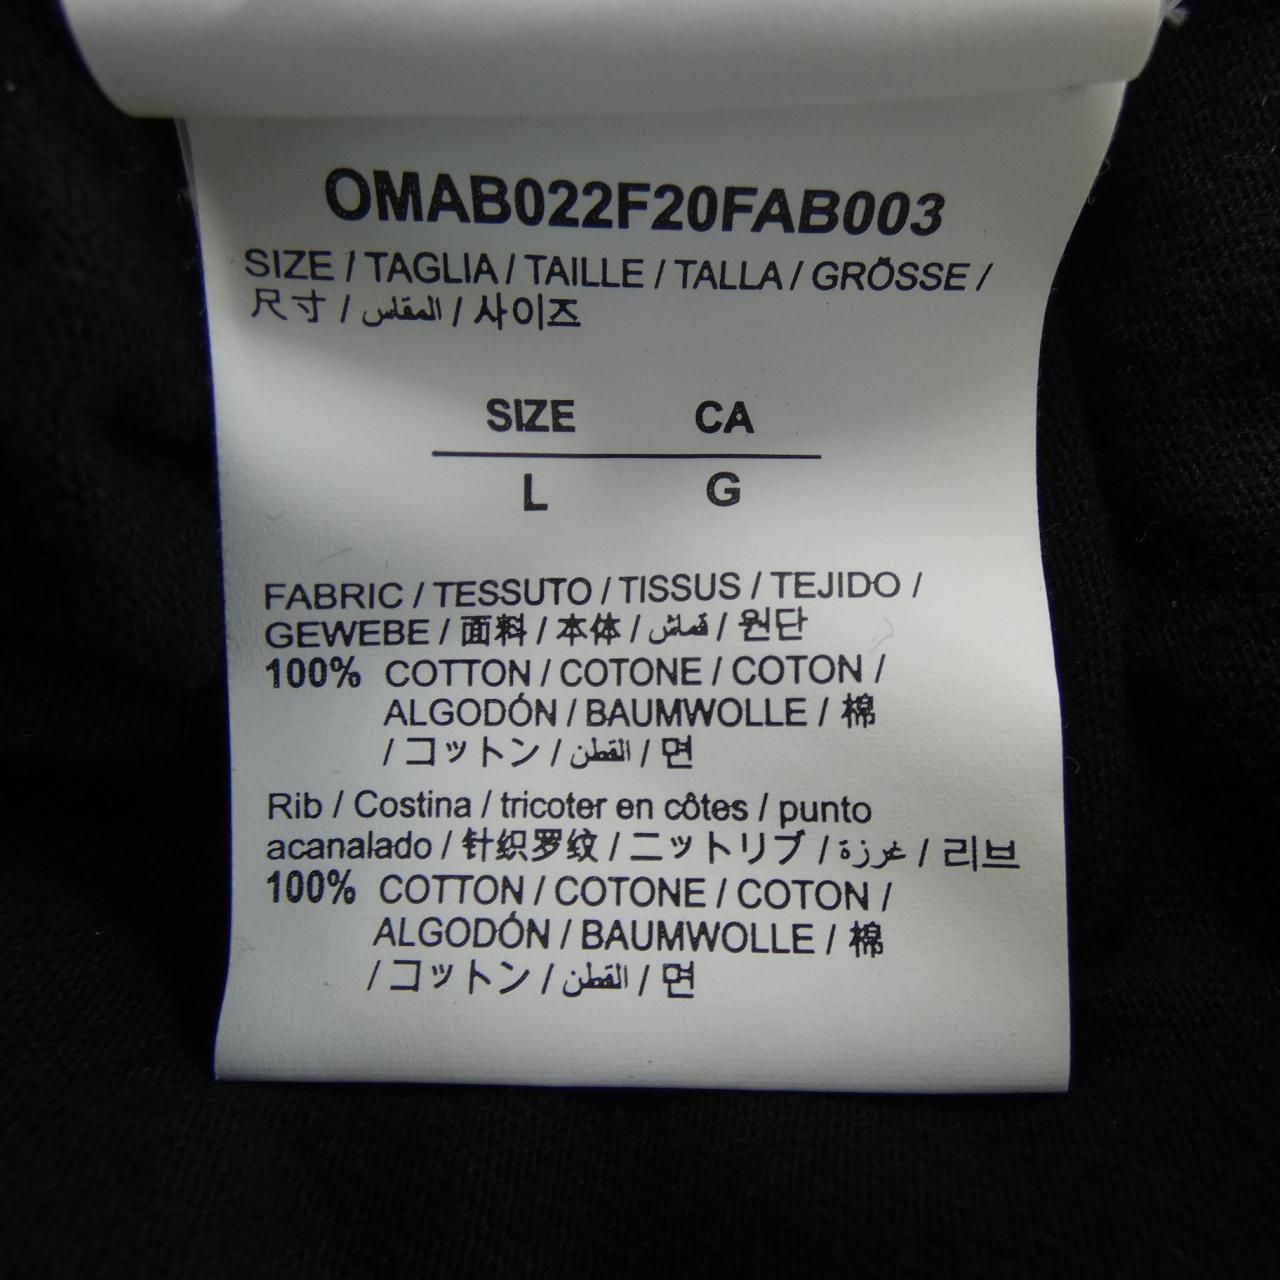 OMAB022F20FAB003
SIZE / TAGLIA / TAILLE / TALLA / GRÖSSE /
尺寸 / المقاس / 사이즈
SIZE CA
L G
FABRIC / TESSUTO / TISSUS / TEJIDO /
GEWEBE / 面料 / 本体 / قماش / 원단
100% COTTON / COTONE / COTON /
ALGODÓN / BAUMWOLLE / 棉
/ コットン / القطن / 면
Rib / Costina / tricoter en côtes / punto
acanalado / 针织罗纹 / ニットリブ / غرزة / 리브
100% COTTON / COTONE / COTON /
ALGODÓN / BAUMWOLLE / 棉
/ コットン / القطن / 면